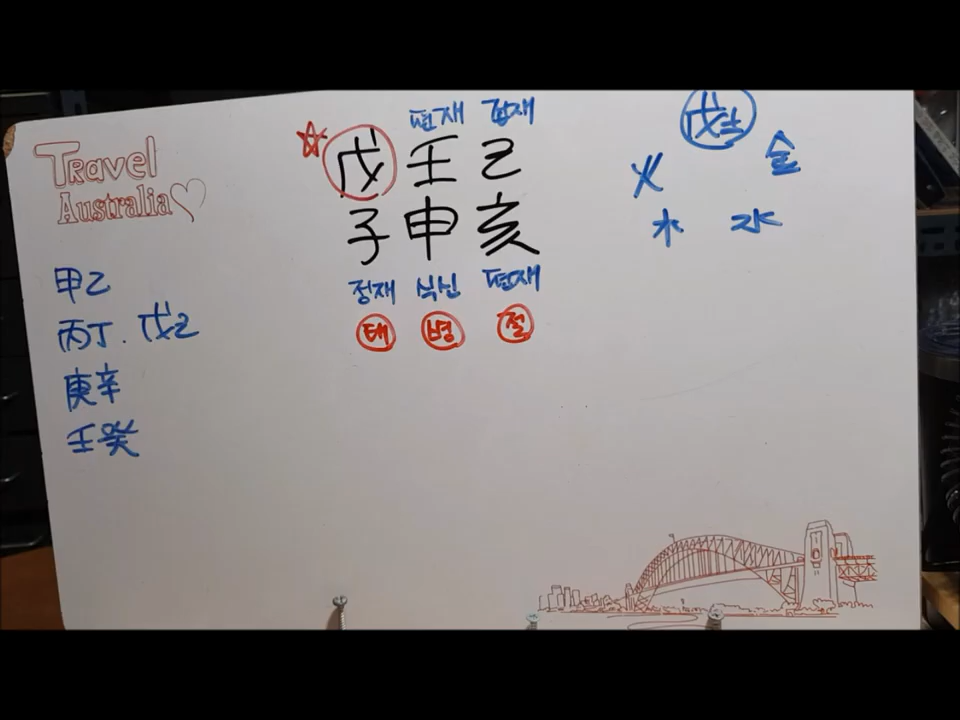 Travel
Australia
편재 겁재
戊 壬 己
子 申 亥
정재 식신 편재
태 병 절
甲乙
丙丁. 戊己
庚辛
壬癸
戊土
火 金
木 水